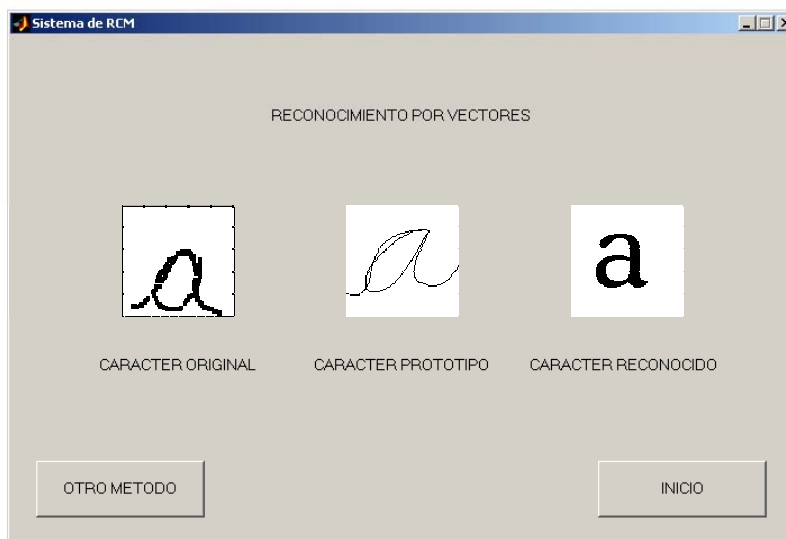 Sistema de RCM
RECONOCIMIENTO POR VECTORES
a a a
CARACTER ORIGINAL CARACTER PROTOTIPO CARACTER RECONOCIDO
OTRO METODO INICIO